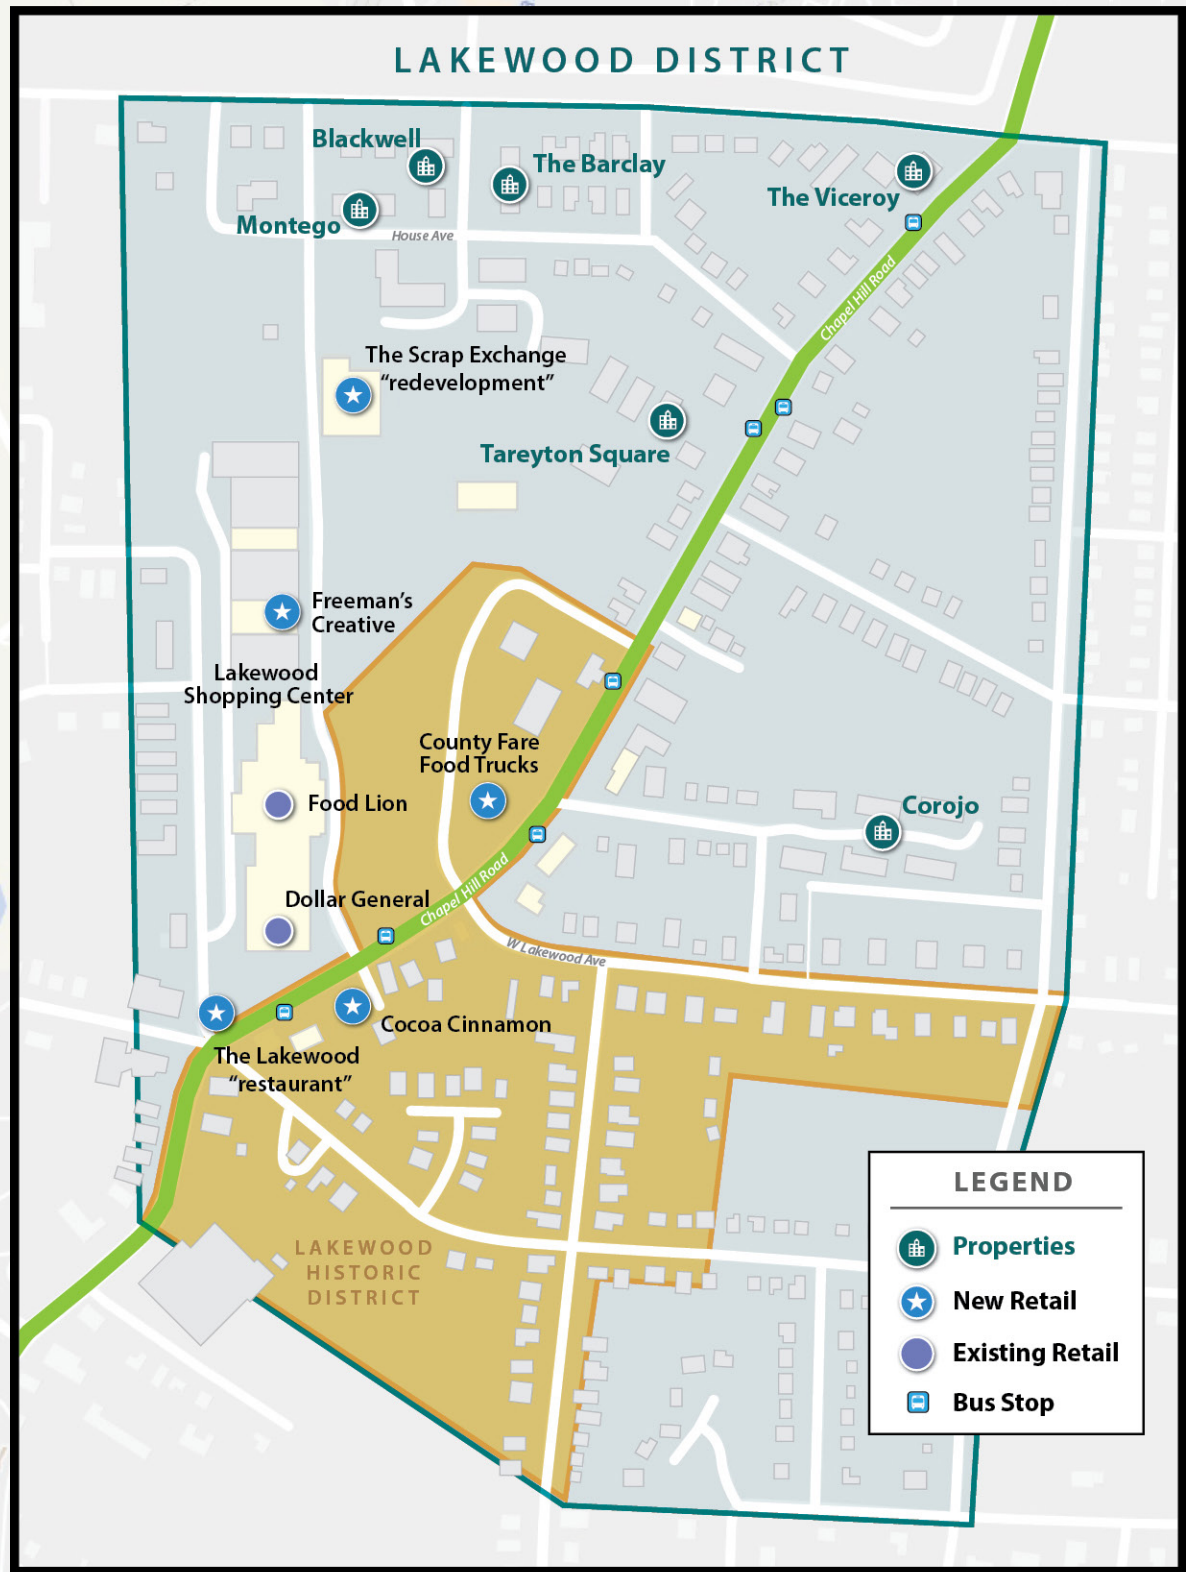 LAKEWOOD DISTRICT
Blackwell
The Barclay
The Viceroy
Montego
House Ave
Chapel Hill Road
The Scrap Exchange
“redevelopment”
Tareyton Square
Freeman’s
Creative
Lakewood
Shopping Center
County Fare
Food Trucks
Food Lion
Corojo
Dollar General
Chapel Hill Road
W Lakewood Ave
Cocoa Cinnamon
The Lakewood
“restaurant”
LAKEWOOD
HISTORIC
DISTRICT
LEGEND
Properties
New Retail
Existing Retail
Bus Stop